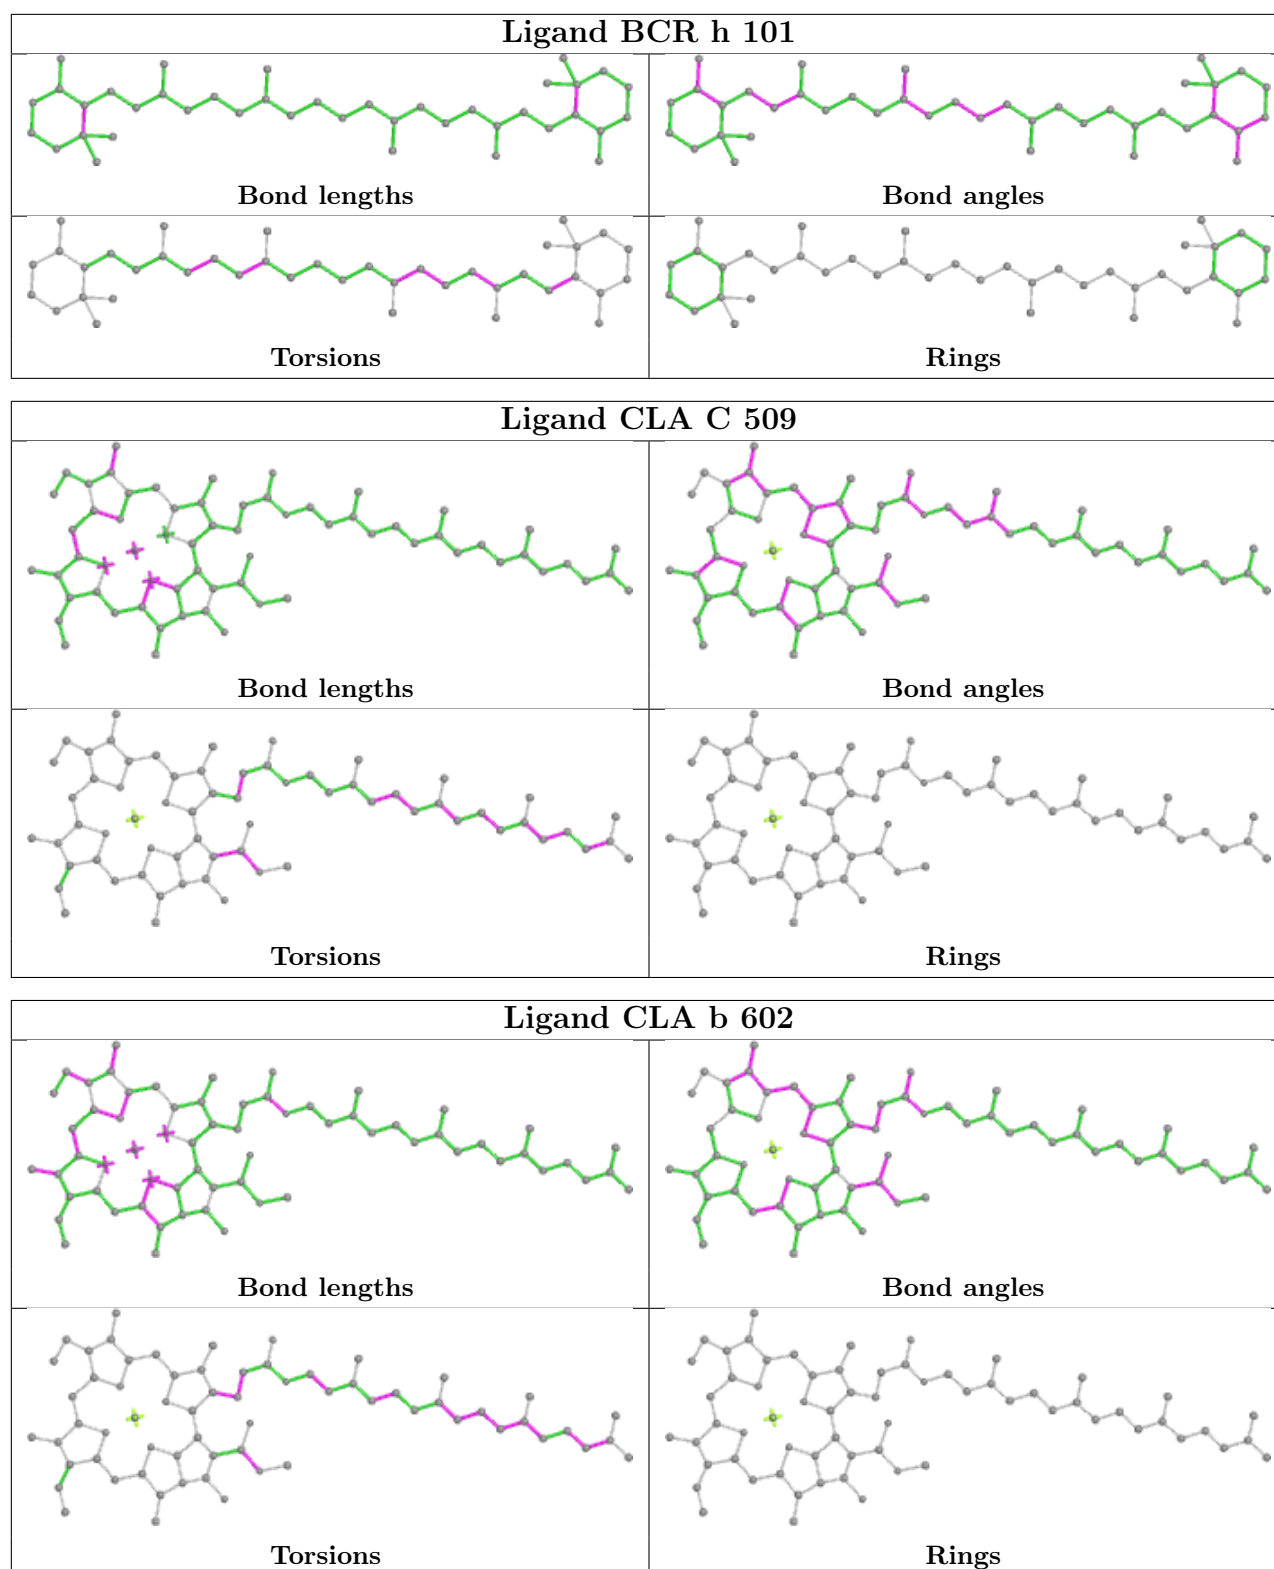 Ligand BCR h 101
Bond lengths
Bond angles
Torsions
Rings
Ligand CLA C 509
Bond lengths
Bond angles
Torsions
Rings
Ligand CLA b 602
Bond lengths
Bond angles
Torsions
Rings